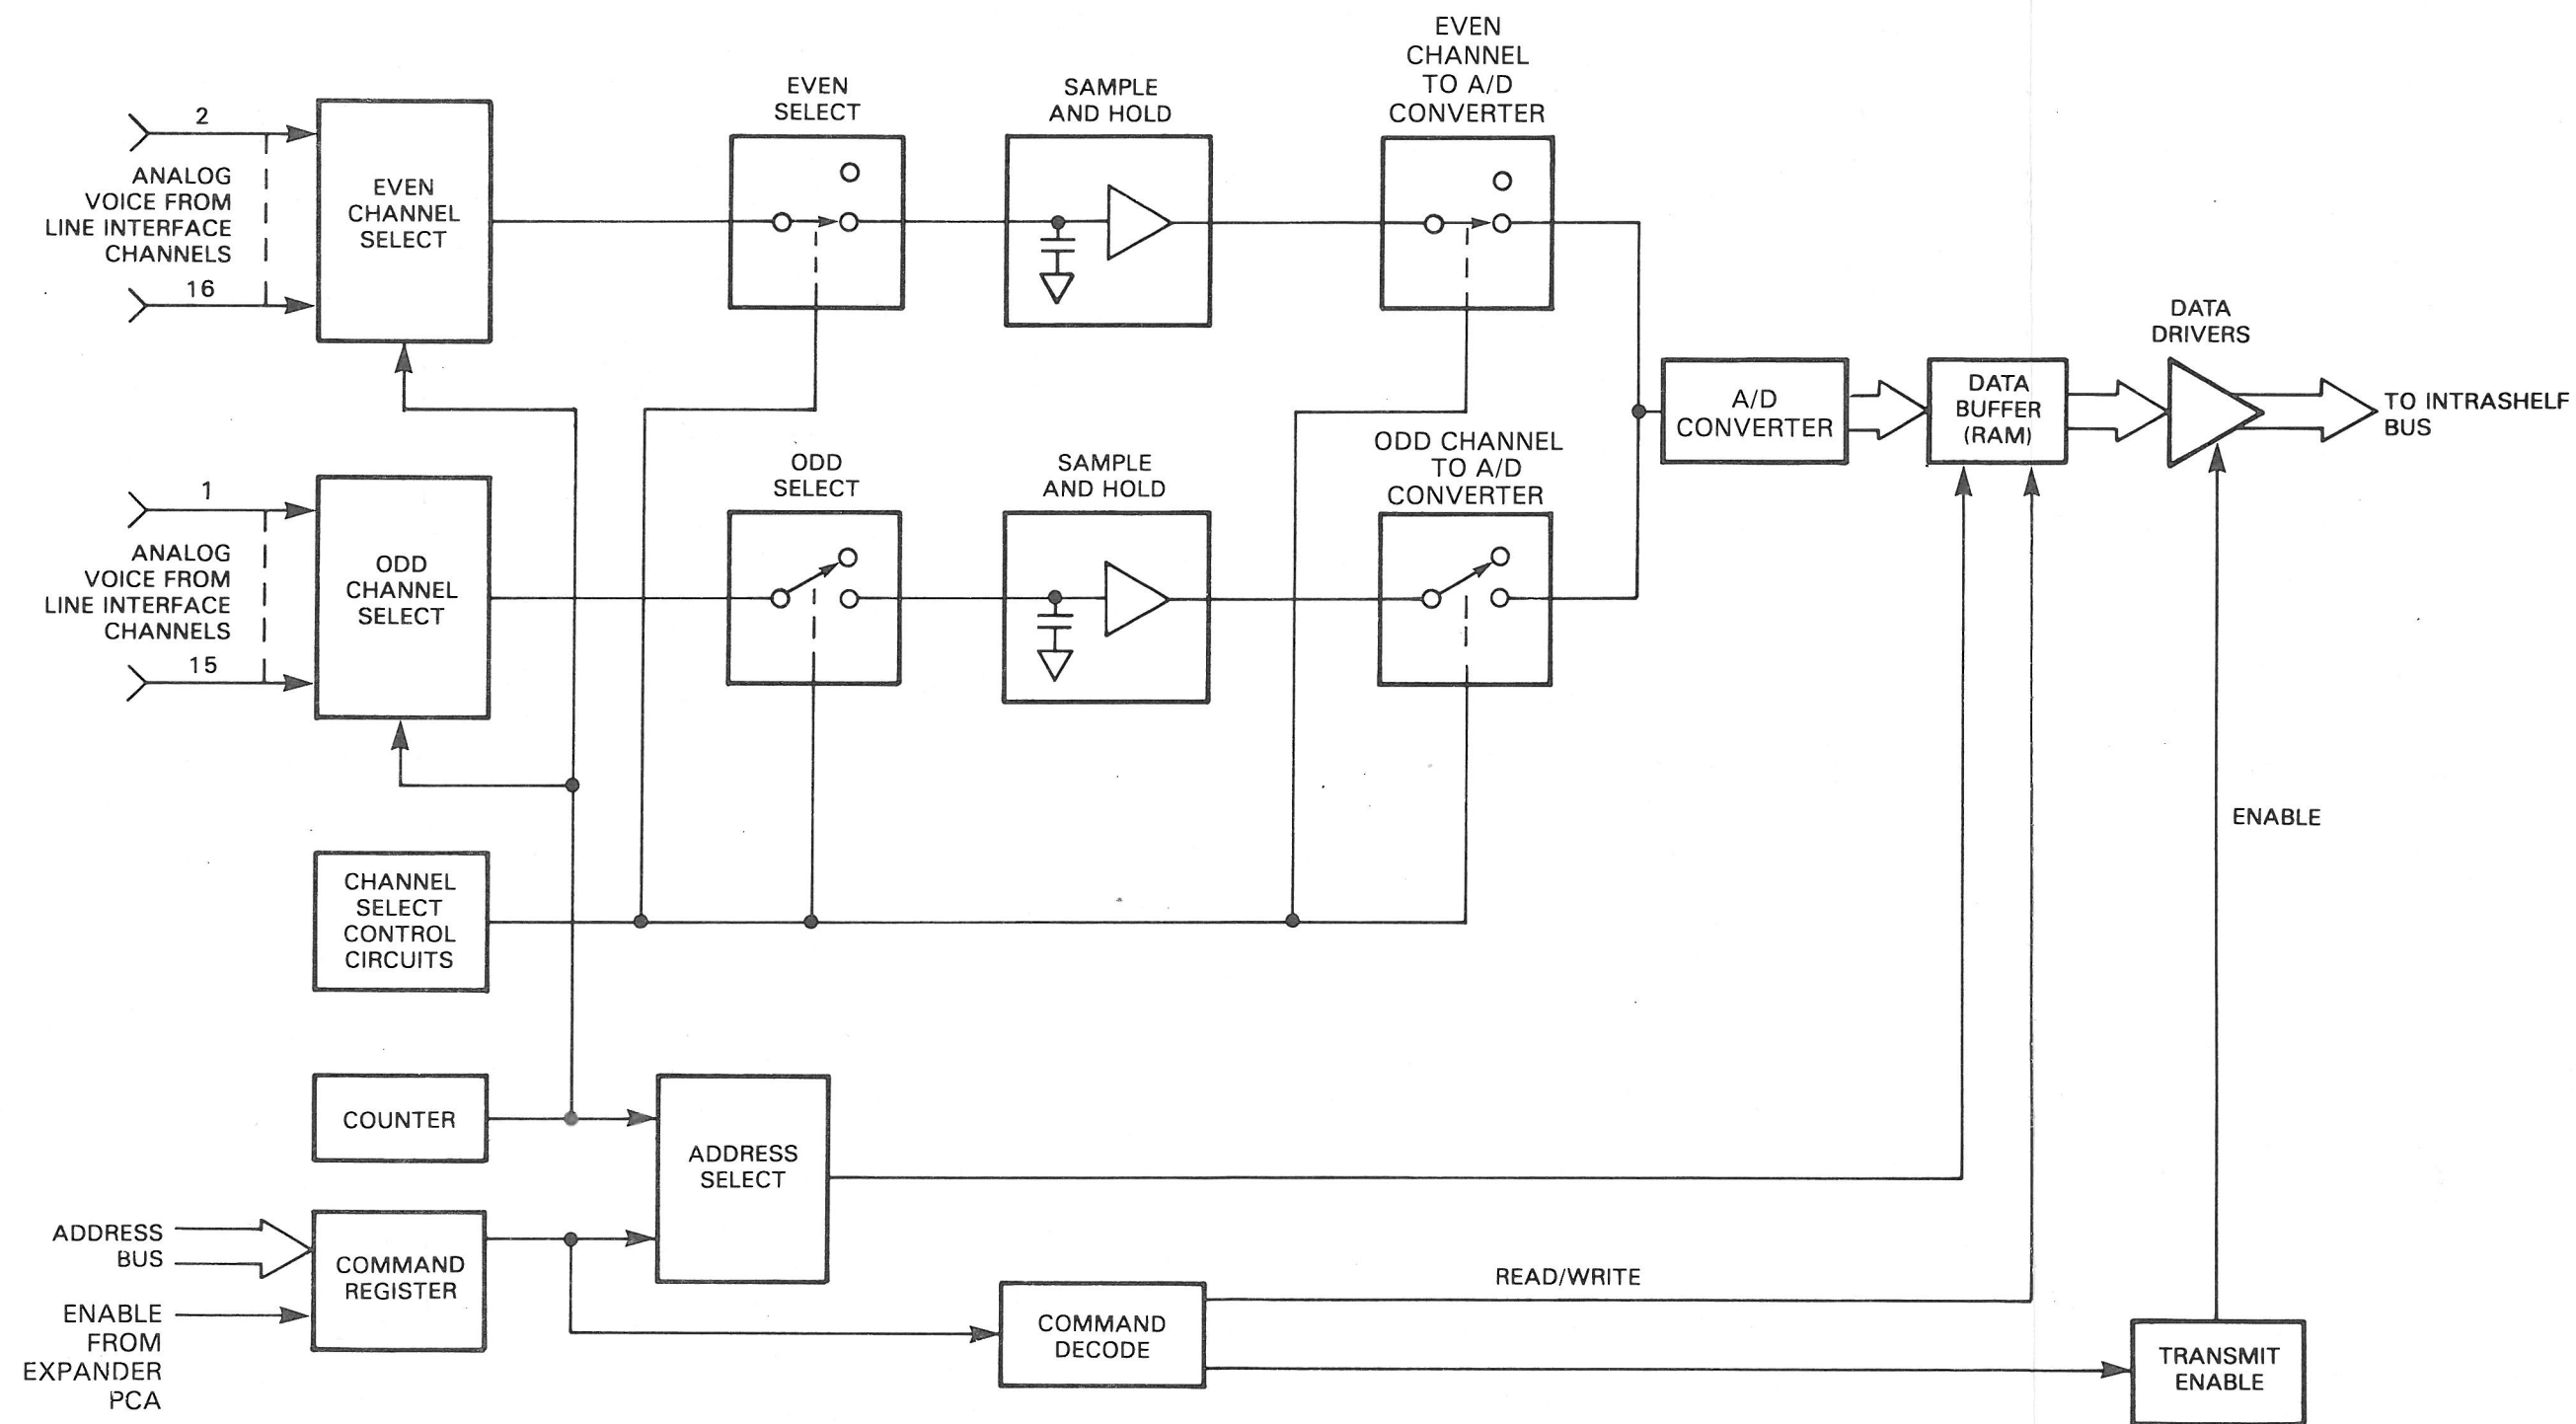 EVEN
CHANNEL
TO A/D
CONVERTER
EVEN
SELECT
SAMPLE
AND HOLD
2
ANALOG
VOICE FROM
LINE INTERFACE
CHANNELS
16
EVEN
CHANNEL
SELECT
DATA
DRIVERS
A/D
CONVERTER
DATA
BUFFER
(RAM)
TO INTRASHELF
BUS
ODD
SELECT
SAMPLE
AND HOLD
ODD CHANNEL
TO A/D
CONVERTER
1
ANALOG
VOICE FROM
LINE INTERFACE
CHANNELS
15
ODD
CHANNEL
SELECT
ENABLE
CHANNEL
SELECT
CONTROL
CIRCUITS
COUNTER
ADDRESS
SELECT
ADDRESS
BUS
COMMAND
REGISTER
ENABLE
FROM
EXPANDER
PCA
READ/WRITE
COMMAND
DECODE
TRANSMIT
ENABLE